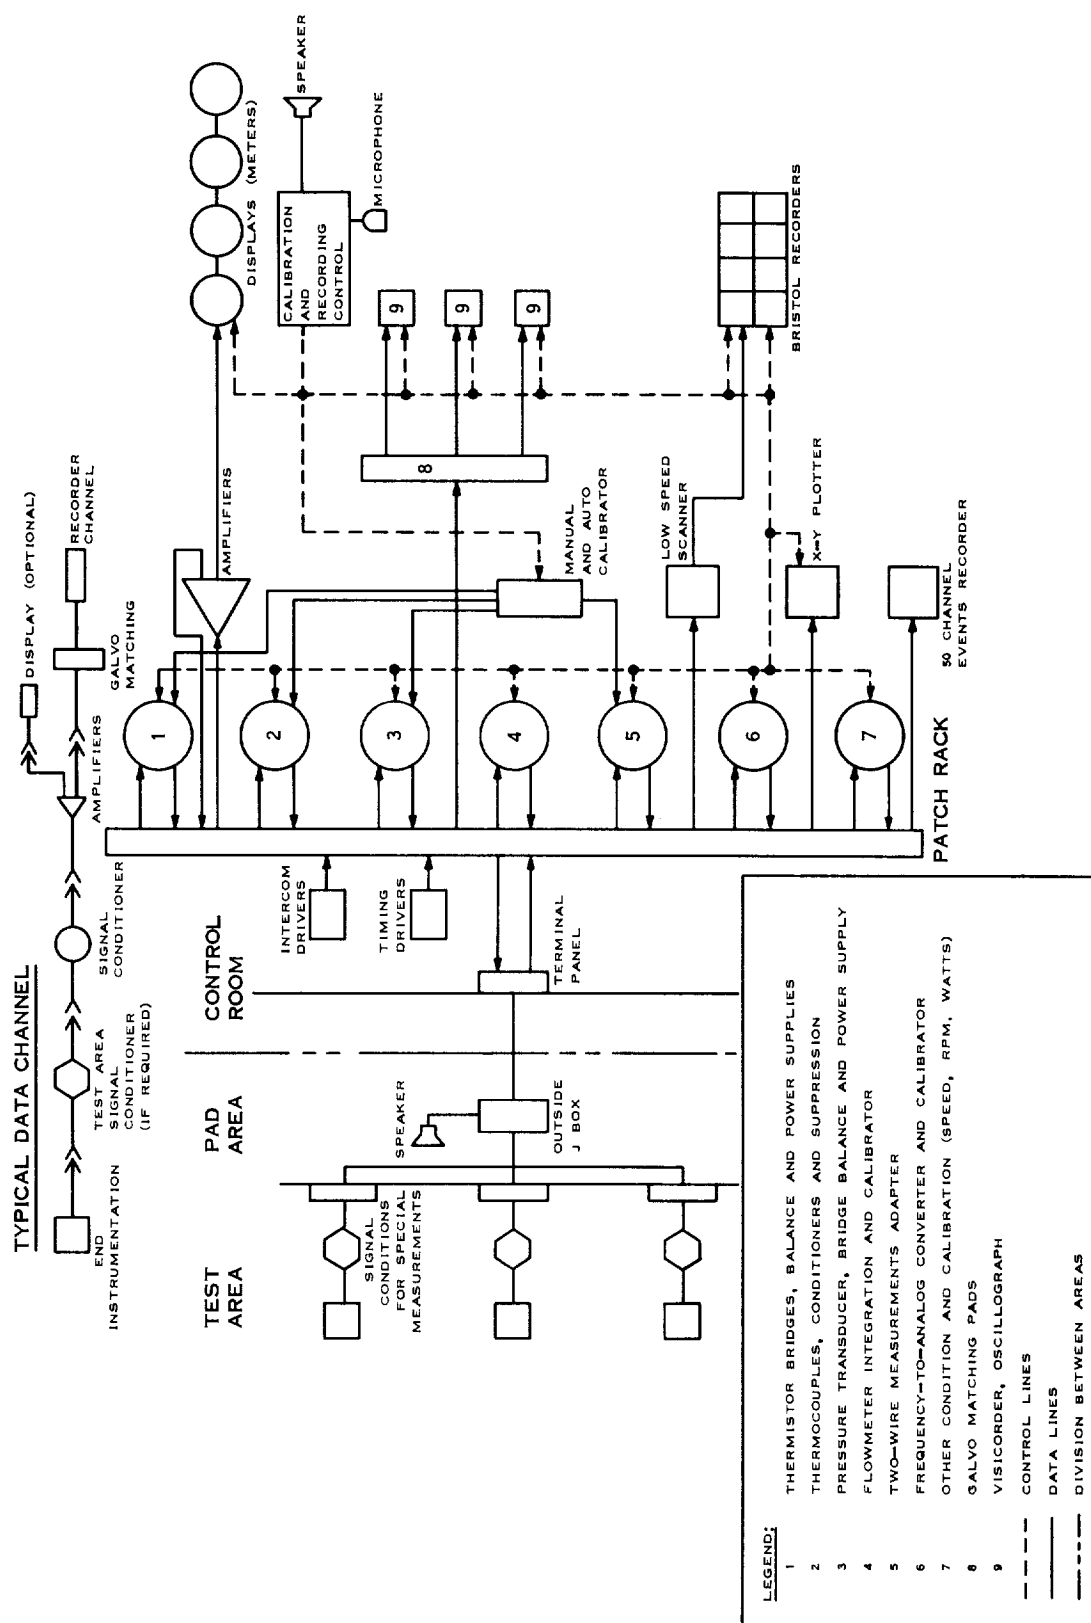 TYPICAL DATA CHANNEL
END
INSTRUMENTATION
TEST AREA
SIGNAL
CONDITIONER
(IF REQUIRED)
SIGNAL
CONDITIONER
AMPLIFIERS
DISPLAY (OPTIONAL)
GALVO
MATCHING
RECORDER
CHANNEL
TEST
AREA
PAD
AREA
CONTROL
ROOM
SIGNAL
CONDITIONS
FOR SPECIAL
MEASUREMENTS
SPEAKER
OUTSIDE
J BOX
TERMINAL
PANEL
INTERCOM
DRIVERS
TIMING
DRIVERS
PATCH RACK
1
2
3
4
5
6
7
AMPLIFIERS
MANUAL
AND AUTO
CALIBRATOR
LOW SPEED
SCANNER
X-Y PLOTTER
50 CHANNEL
EVENTS RECORDER
8
9
9
9
DISPLAYS (METERS)
CALIBRATION
AND
RECORDING
CONTROL
SPEAKER
MICROPHONE
BRISTOL RECORDERS
LEGEND:
1 THERMISTOR BRIDGES, BALANCE AND POWER SUPPLIES
2 THERMOCOUPLES, CONDITIONERS AND SUPPRESSION
3 PRESSURE TRANSDUCER, BRIDGE BALANCE AND POWER SUPPLY
4 FLOWMETER INTEGRATION AND CALIBRATOR
5 TWO-WIRE MEASUREMENTS ADAPTER
6 FREQUENCY-TO-ANALOG CONVERTER AND CALIBRATOR
7 OTHER CONDITION AND CALIBRATION (SPEED, RPM, WATTS)
8 GALVO MATCHING PADS
9 VISICORDER, OSCILLOGRAPH
CONTROL LINES
DATA LINES
DIVISION BETWEEN AREAS